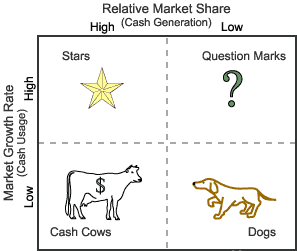 Relative Market Share
(Cash Generation)
High Low
Market Growth Rate
(Cash Usage)
High
Low
Stars
Question Marks
?
$
Cash Cows
Dogs